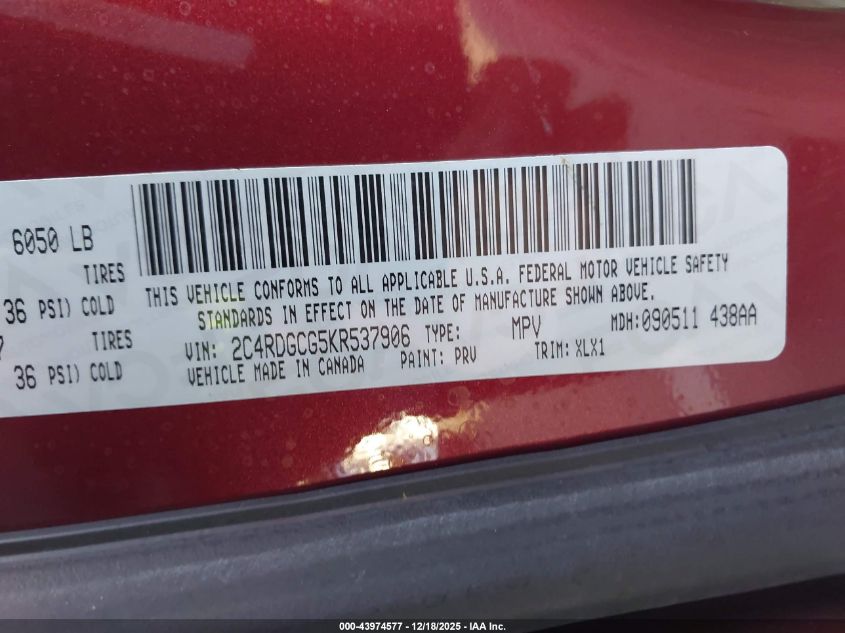 6050 LB
TIRES
36 PSI) COLD
TIRES
36 PSI) COLD
THIS VEHICLE CONFORMS TO ALL APPLICABLE U.S.A. FEDERAL MOTOR VEHICLE SAFETY
STANDARDS IN EFFECT ON THE DATE OF MANUFACTURE SHOWN ABOVE.
VIN: 2C4RDGCG5KR537906 TYPE: MPV MDH:090511 438AA
VEHICLE MADE IN CANADA PAINT: PRV TRIM: XLX1
000-43974577 - 12/18/2025 - IAA Inc.